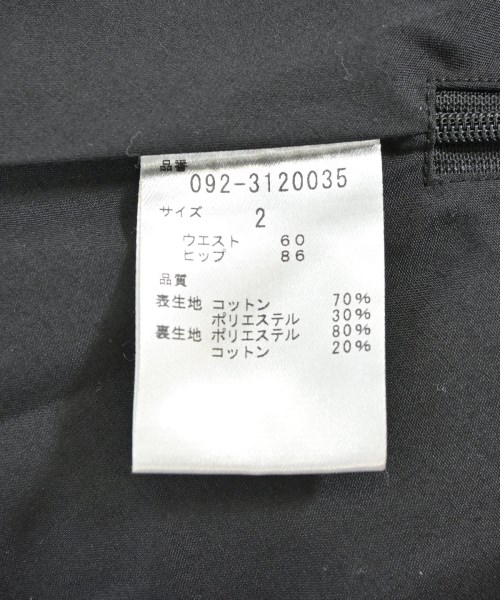 品番
092-3120035
サイズ 2
ウエスト 60
ヒップ 86
品質
表生地 コットン 70%
ポリエステル 30%
裏生地 ポリエステル 80%
コットン 20%